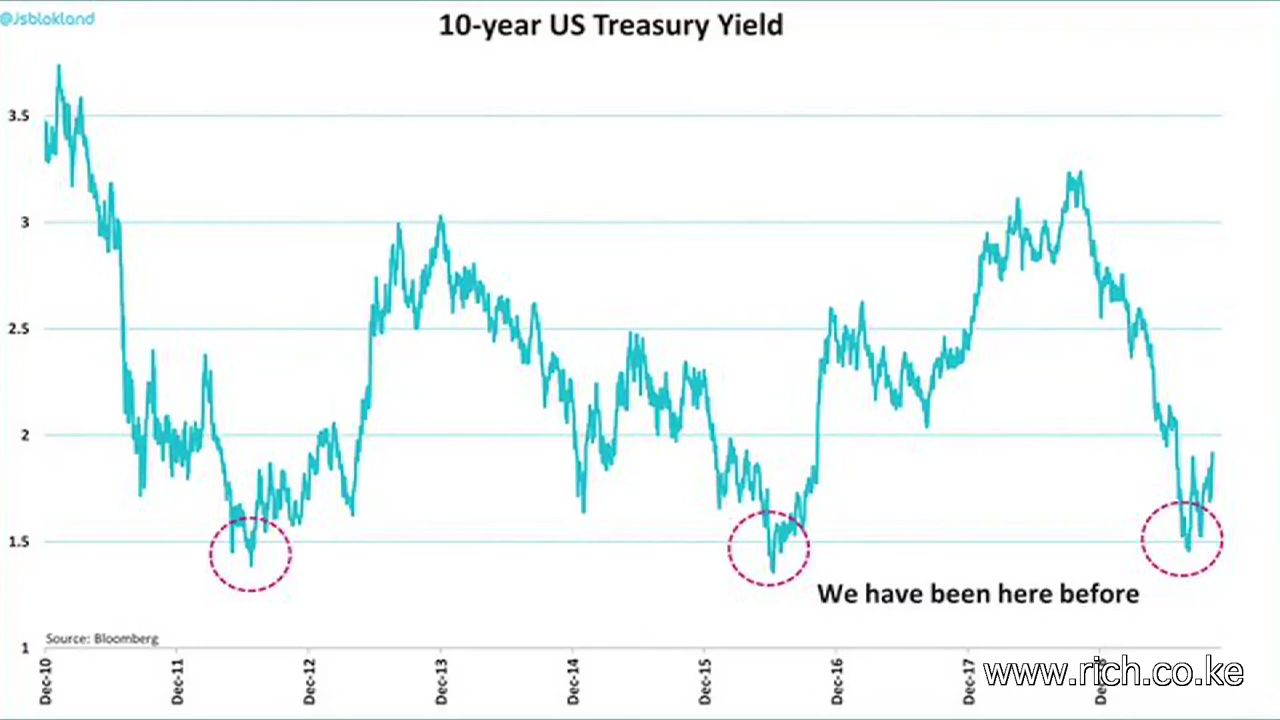 @Jsblokland
10-year US Treasury Yield
3.5
3
2.5
2
1.5
1
We have been here before
Source: Bloomberg
Dec-10
Dec-11
Dec-12
Dec-13
Dec-14
Dec-15
Dec-16
Dec-17
www.rich.co.ke